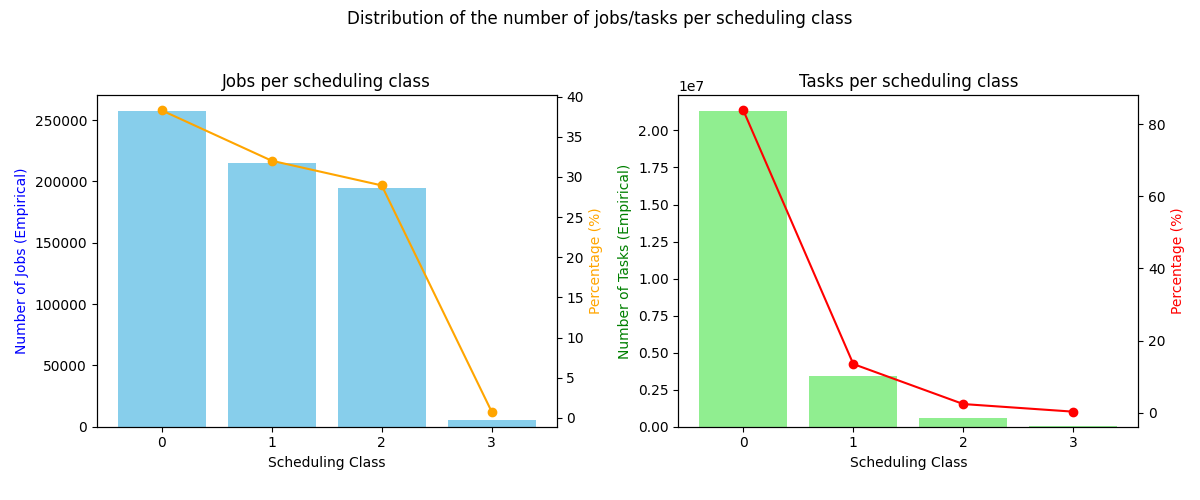 Distribution of the number of jobs/tasks per scheduling class
Jobs per scheduling class
Number of Jobs (Empirical)
250000
200000
150000
100000
50000
0
40
35
30
25
20
15
10
5
0
Percentage (%)
0 1 2 3
Scheduling Class
Tasks per scheduling class
1e7
Number of Tasks (Empirical)
2.00
1.75
1.50
1.25
1.00
0.75
0.50
0.25
0.00
80
60
40
20
0
Percentage (%)
0 1 2 3
Scheduling Class